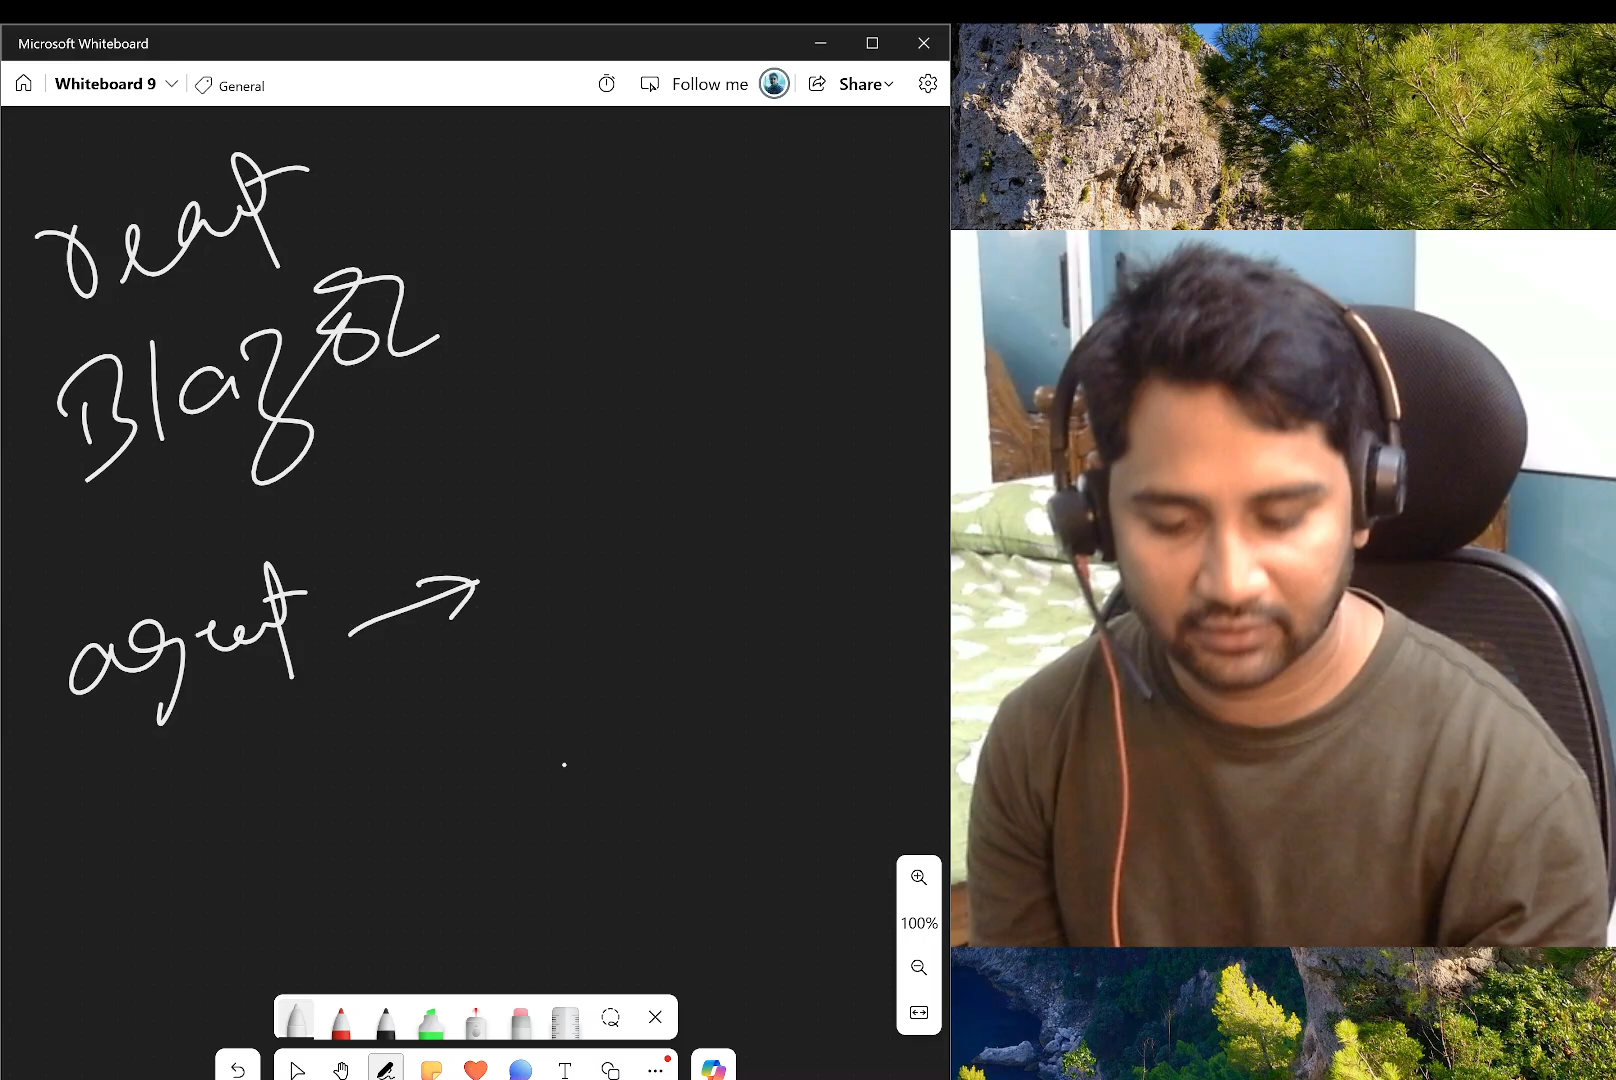 Microsoft Whiteboard
Whiteboard 9
General
Follow me
Share
react
Blazor
agent →
100%
T